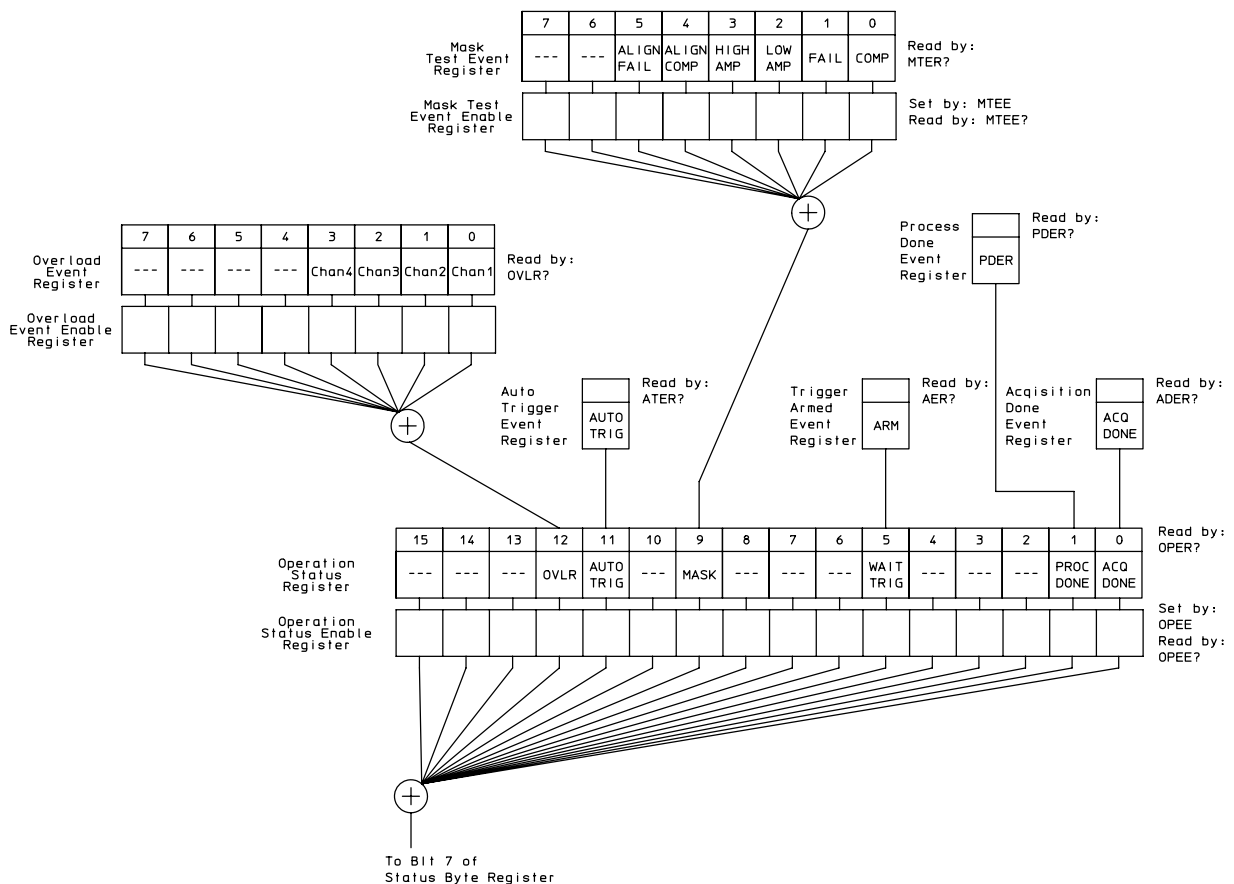 7 6 5 4 3 2 1 0
Mask
Test Event
Register
--- --- ALIGN FAIL ALIGN COMP HIGH AMP LOW AMP FAIL COMP
Read by:
MTER?
Mask Test
Event Enable
Register
Set by: MTEE
Read by: MTEE?
7 6 5 4 3 2 1 0
Overload
Event
Register
--- --- --- --- Chan4 Chan3 Chan2 Chan1
Read by:
OVLR?
Overload
Event Enable
Register
Process
Done
Event
Register
PDER
Read by:
PDER?
Auto
Trigger
Event
Register
AUTO
TRIG
Read by:
ATER?
Trigger
Armed
Event
Register
ARM
Read by:
AER?
Acqisition
Done
Event
Register
ACQ
DONE
Read by:
ADER?
15 14 13 12 11 10 9 8 7 6 5 4 3 2 1 0
Operation
Status
Register
--- --- --- OVLR AUTO TRIG --- MASK --- --- --- WAIT TRIG --- --- --- PROC DONE ACQ DONE
Read by:
OPER?
Operation
Status Enable
Register
Set by:
OPEE
Read by:
OPEE?
To BIt 7 of
Status Byte Register